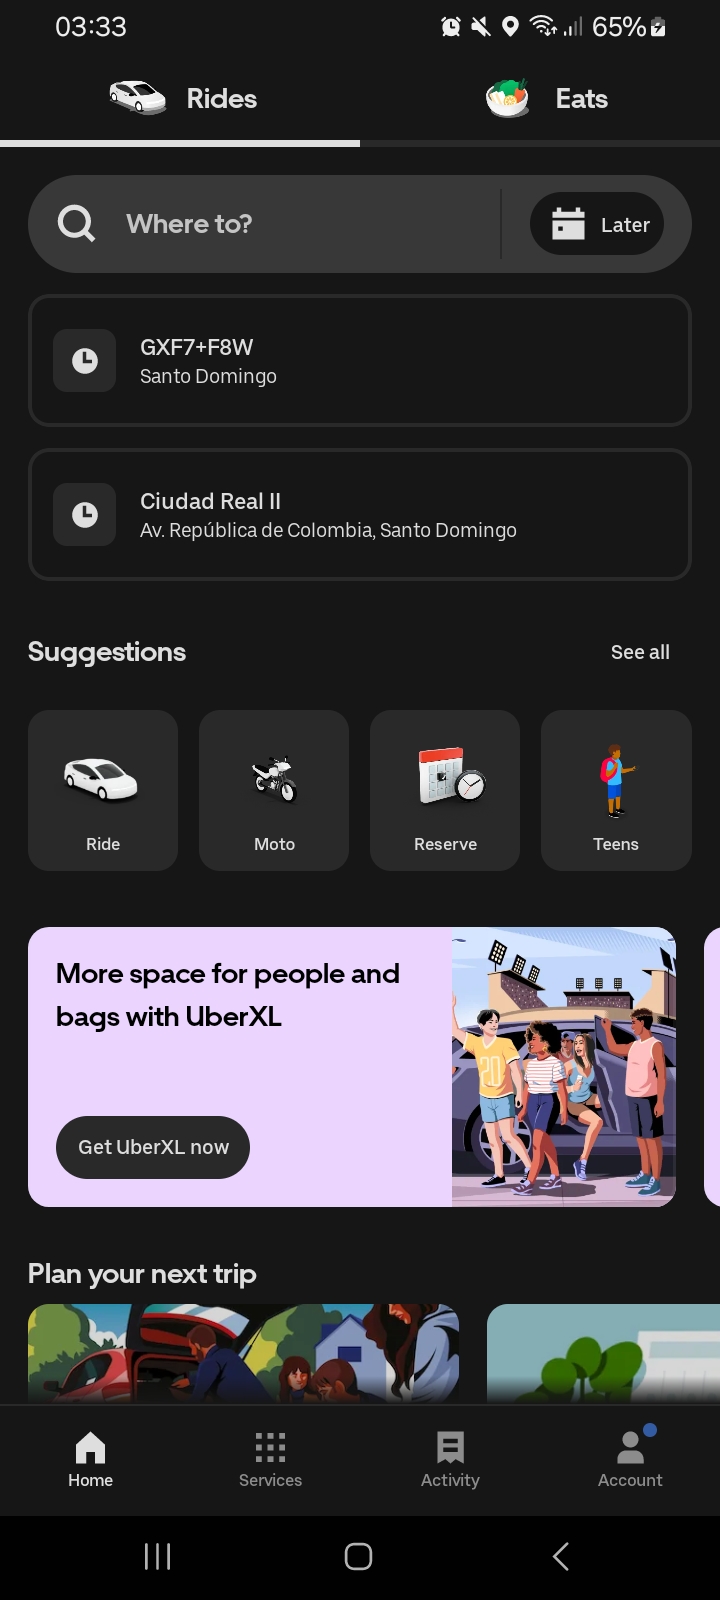 03:33
65%
Rides
Eats
Where to?
Later
GXF7+F8W
Santo Domingo
Ciudad Real II
Av. República de Colombia, Santo Domingo
Suggestions
See all
Ride
Moto
Reserve
Teens
More space for people and
bags with UberXL
20
Get UberXL now
Plan your next trip
Home
Services
Activity
Account